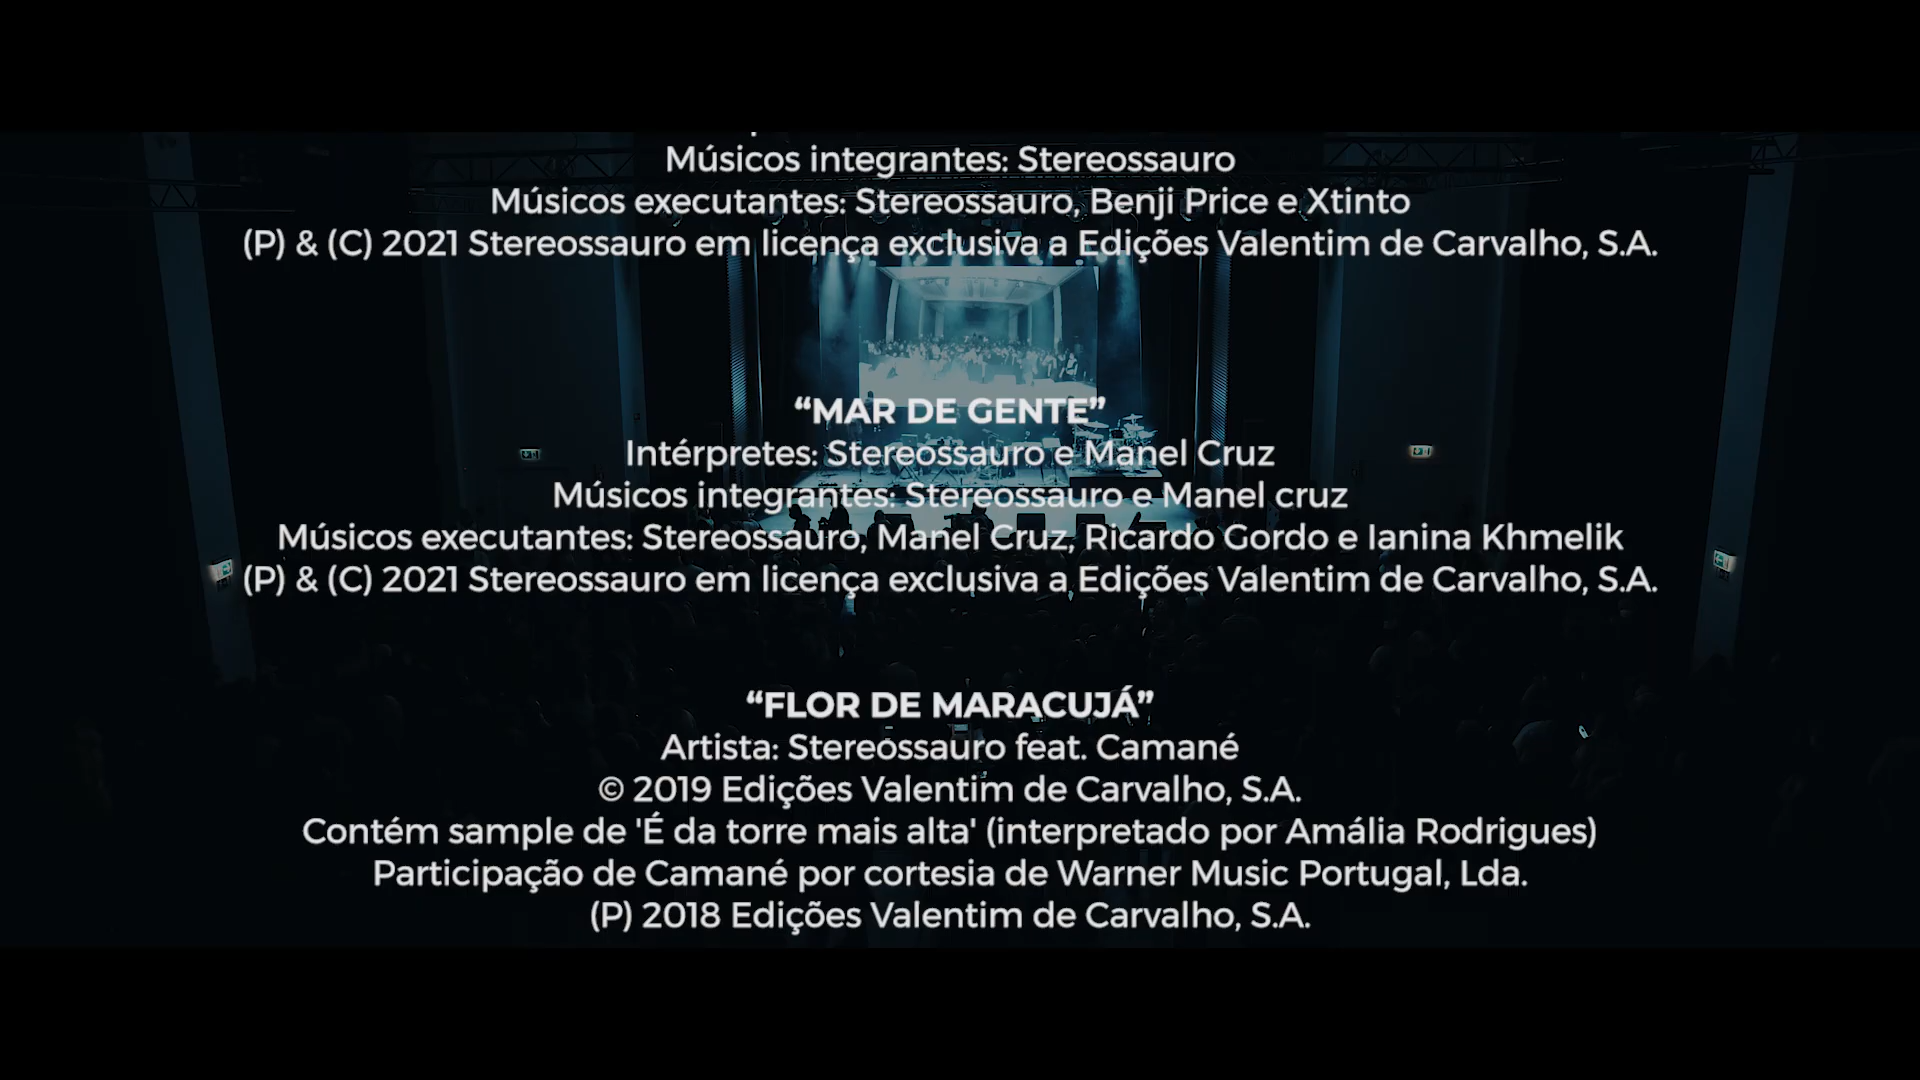 Músicos integrantes: Stereossauro
Músicos executantes: Stereossauro, Benji Price e Xtinto
(P) & (C) 2021 Stereossauro em licença exclusiva a Edições Valentim de Carvalho, S.A.
“MAR DE GENTE”
Intérpretes: Stereossauro e Manel Cruz
Músicos integrantes: Stereossauro e Manel cruz
Músicos executantes: Stereossauro, Manel Cruz, Ricardo Gordo e Ianina Khmelik
(P) & (C) 2021 Stereossauro em licença exclusiva a Edições Valentim de Carvalho, S.A.
“FLOR DE MARACUJÁ”
Artista: Stereossauro feat. Camané
© 2019 Edições Valentim de Carvalho, S.A.
Contém sample de 'É da torre mais alta' (interpretado por Amália Rodrigues)
Participação de Camané por cortesia de Warner Music Portugal, Lda.
(P) 2018 Edições Valentim de Carvalho, S.A.